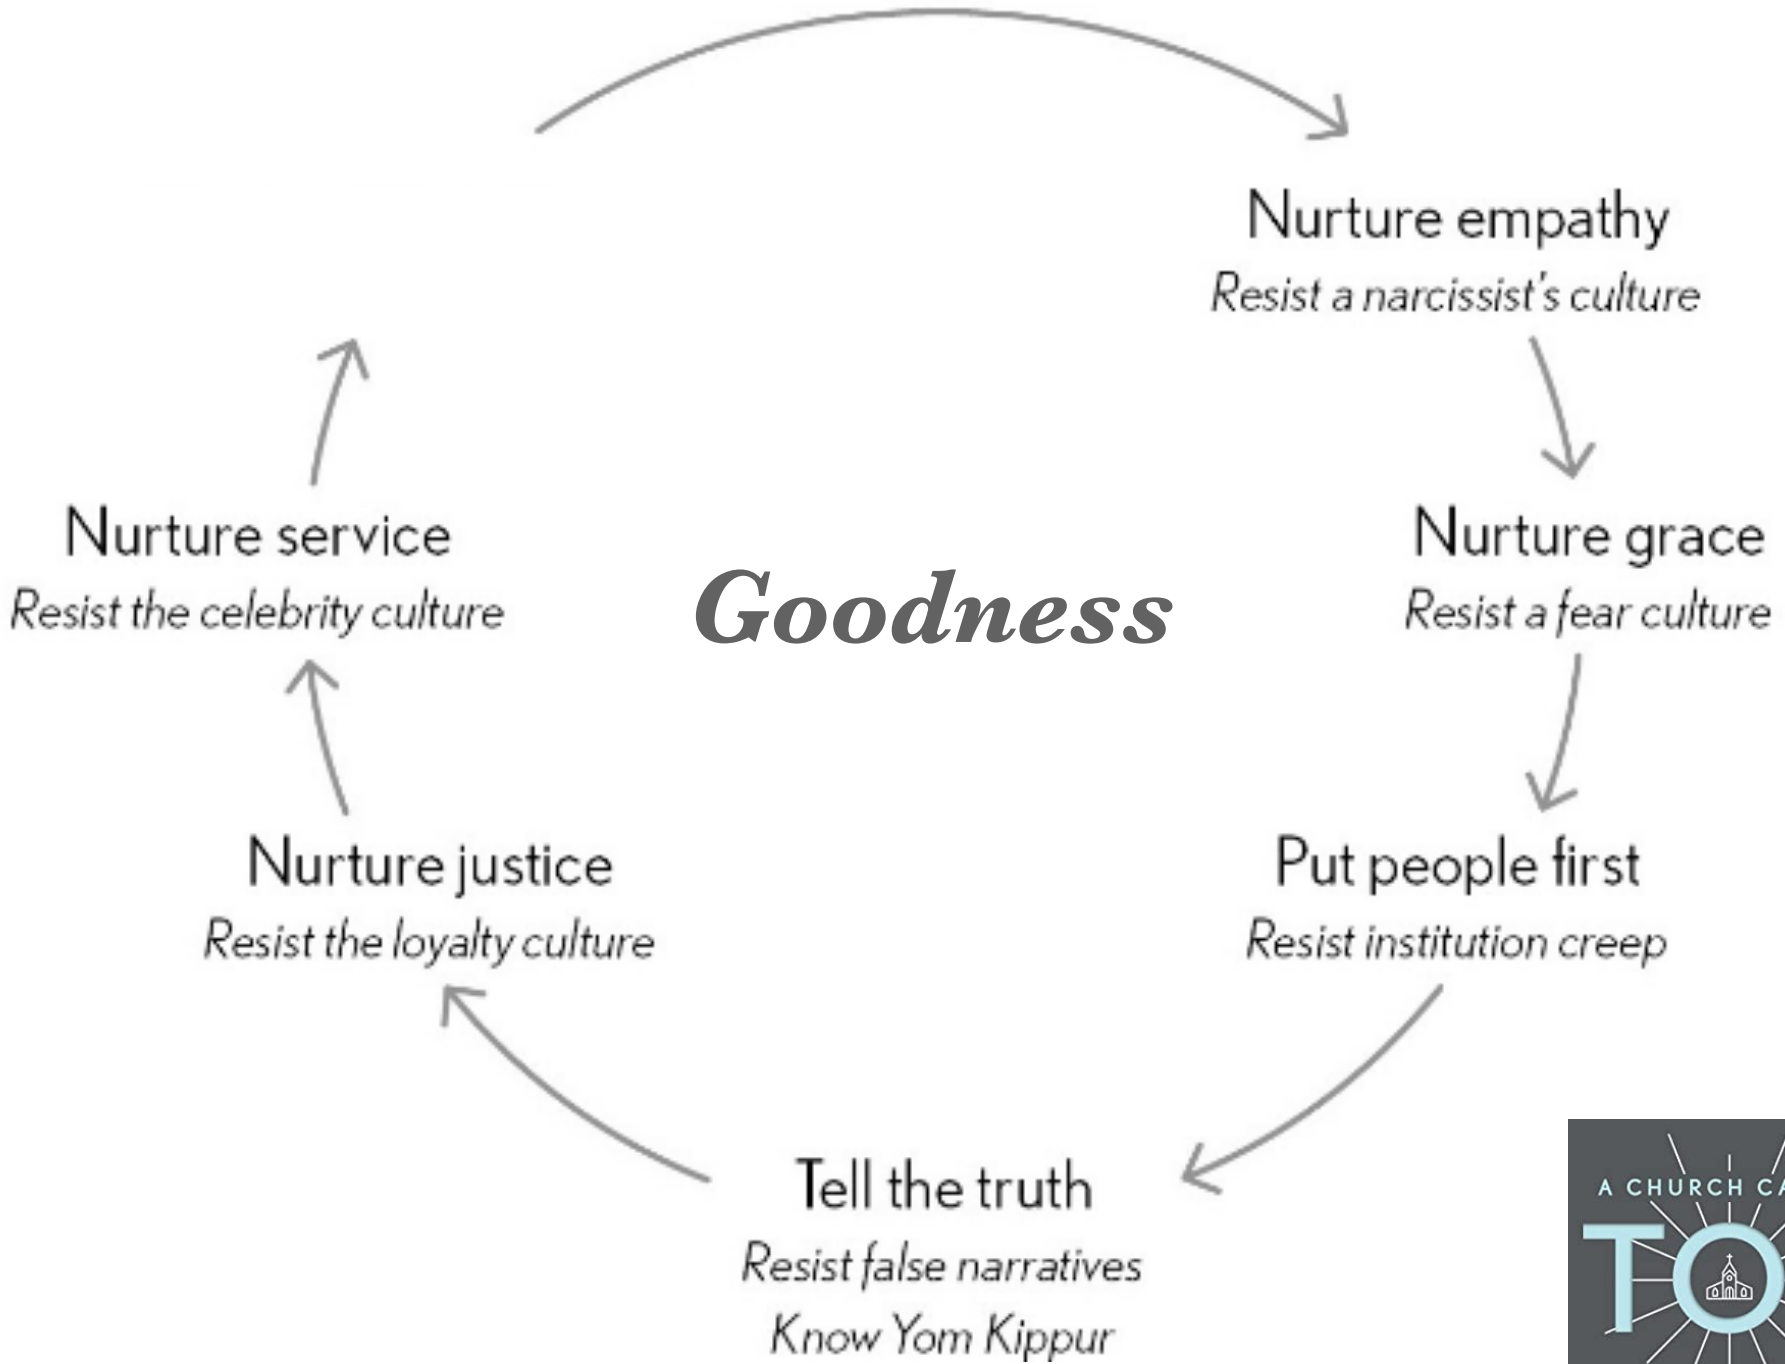 Nurture empathy
Resist a narcissist's culture
Nurture grace
Resist a fear culture
Put people first
Resist institution creep
Tell the truth
Resist false narratives
Know Yom Kippur
Nurture justice
Resist the loyalty culture
Nurture service
Resist the celebrity culture
Goodness
A CHURCH CA
TO